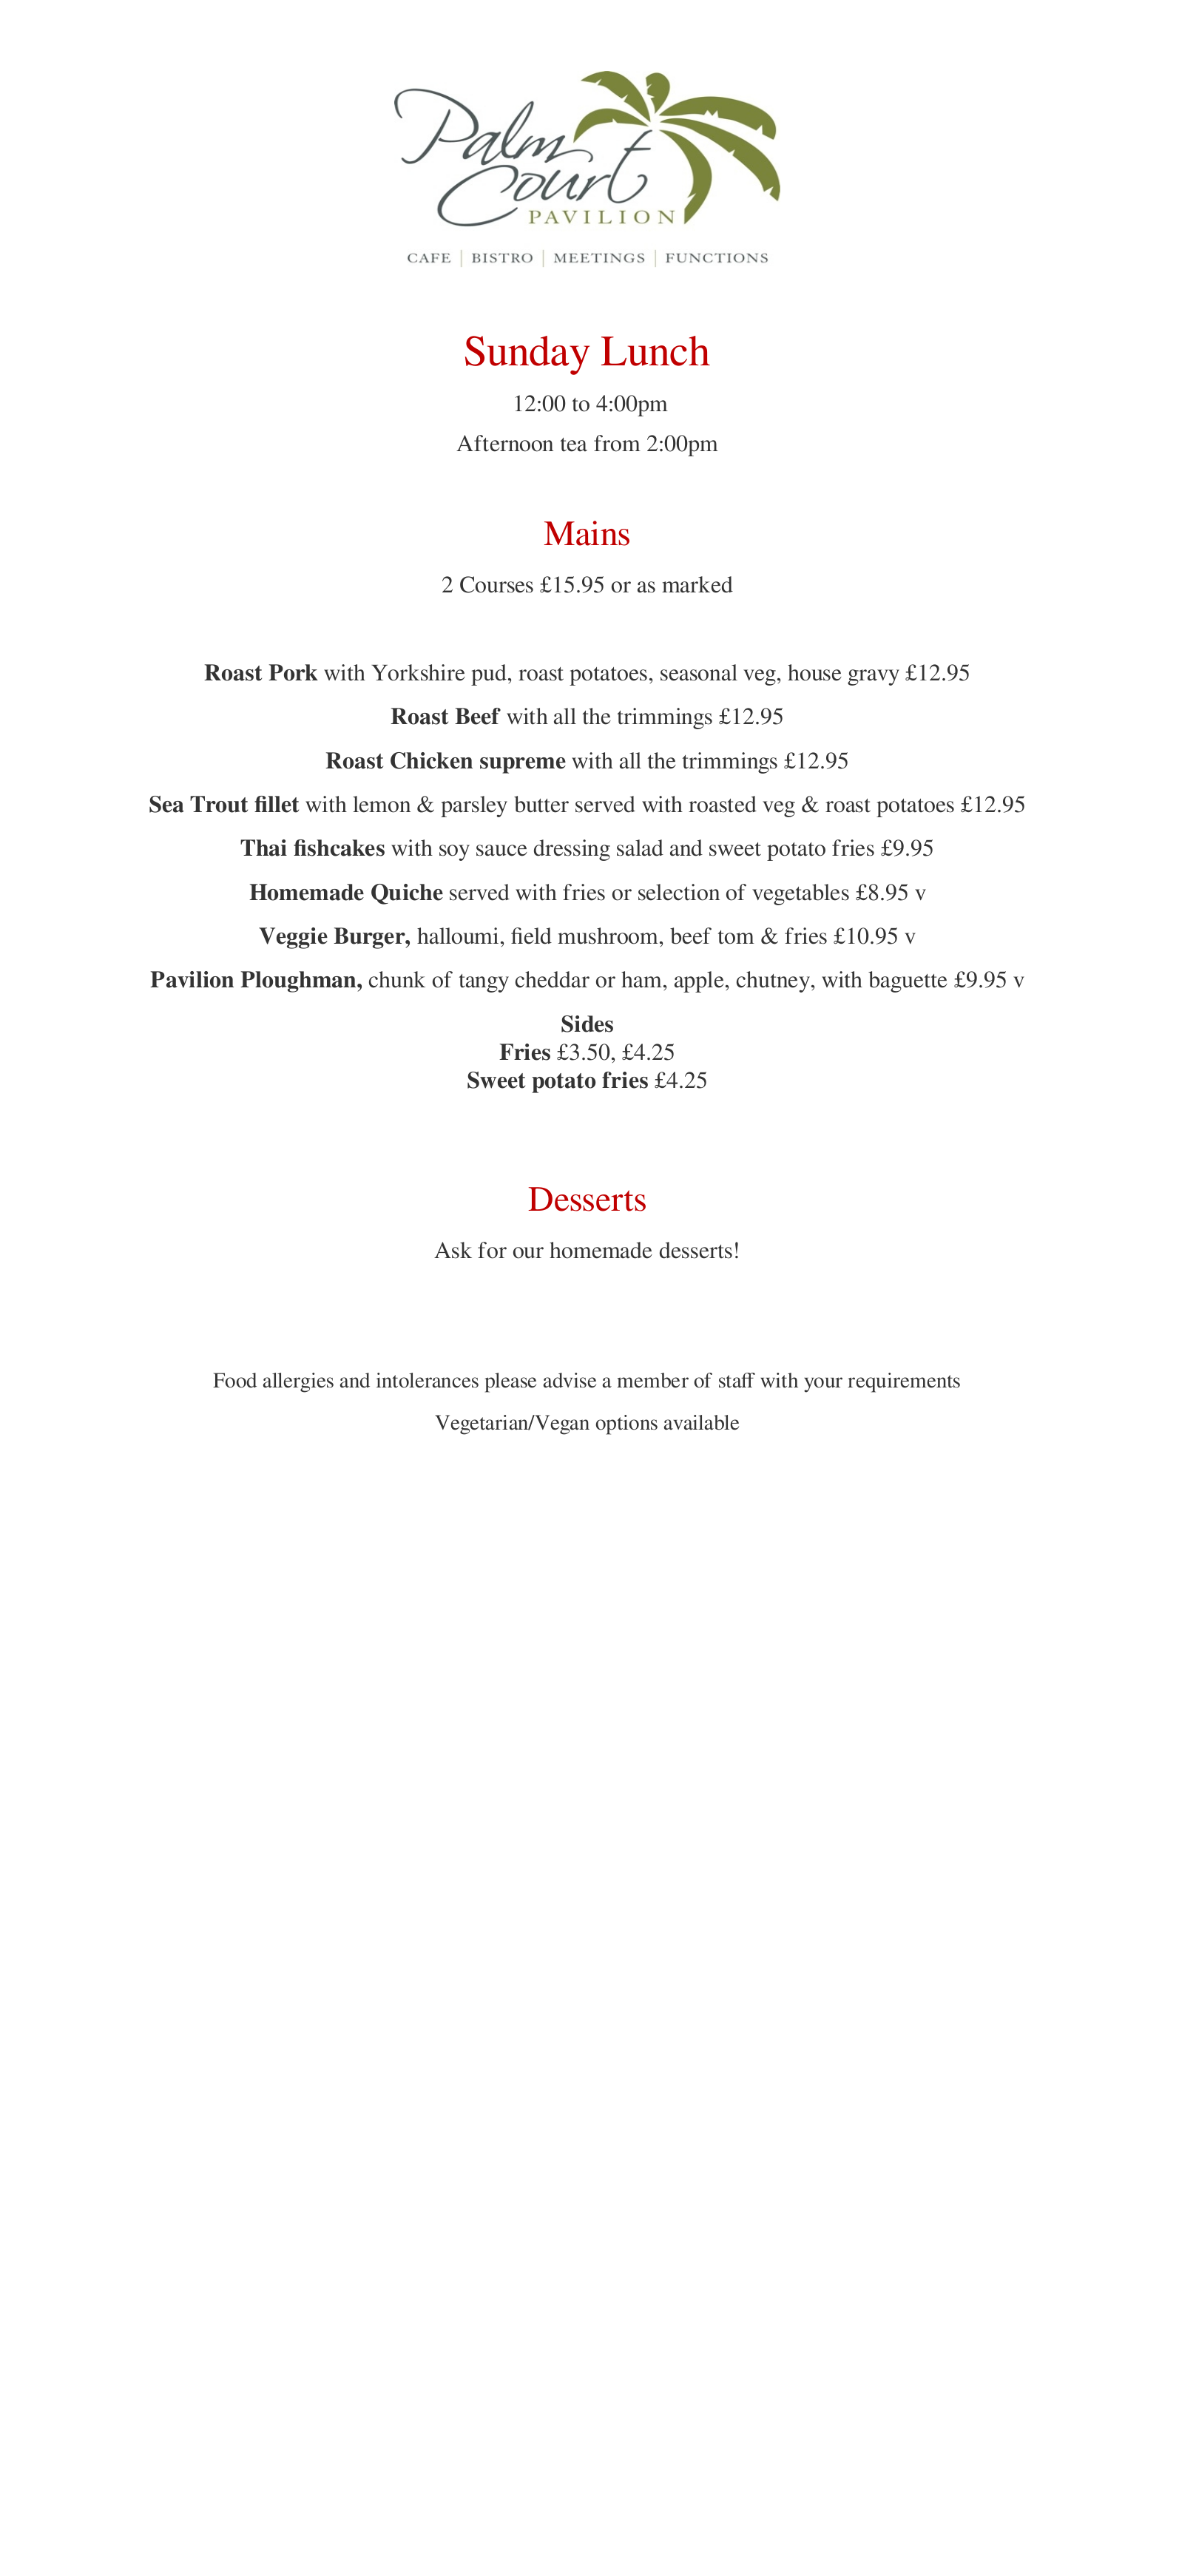 Palm
Court
PAVILION
CAFE | BISTRO | MEETINGS | FUNCTIONS
Sunday Lunch
12:00 to 4:00pm
Afternoon tea from 2:00pm
Mains
2 Courses £15.95 or as marked
Roast Pork with Yorkshire pud, roast potatoes, seasonal veg, house gravy £12.95
Roast Beef with all the trimmings £12.95
Roast Chicken supreme with all the trimmings £12.95
Sea Trout fillet with lemon & parsley butter served with roasted veg & roast potatoes £12.95
Thai fishcakes with soy sauce dressing salad and sweet potato fries £9.95
Homemade Quiche served with fries or selection of vegetables £8.95 v
Veggie Burger, halloumi, field mushroom, beef tom & fries £10.95 v
Pavilion Ploughman, chunk of tangy cheddar or ham, apple, chutney, with baguette £9.95 v
Sides
Fries £3.50, £4.25
Sweet potato fries £4.25
Desserts
Ask for our homemade desserts!
Food allergies and intolerances please advise a member of staff with your requirements
Vegetarian/Vegan options available